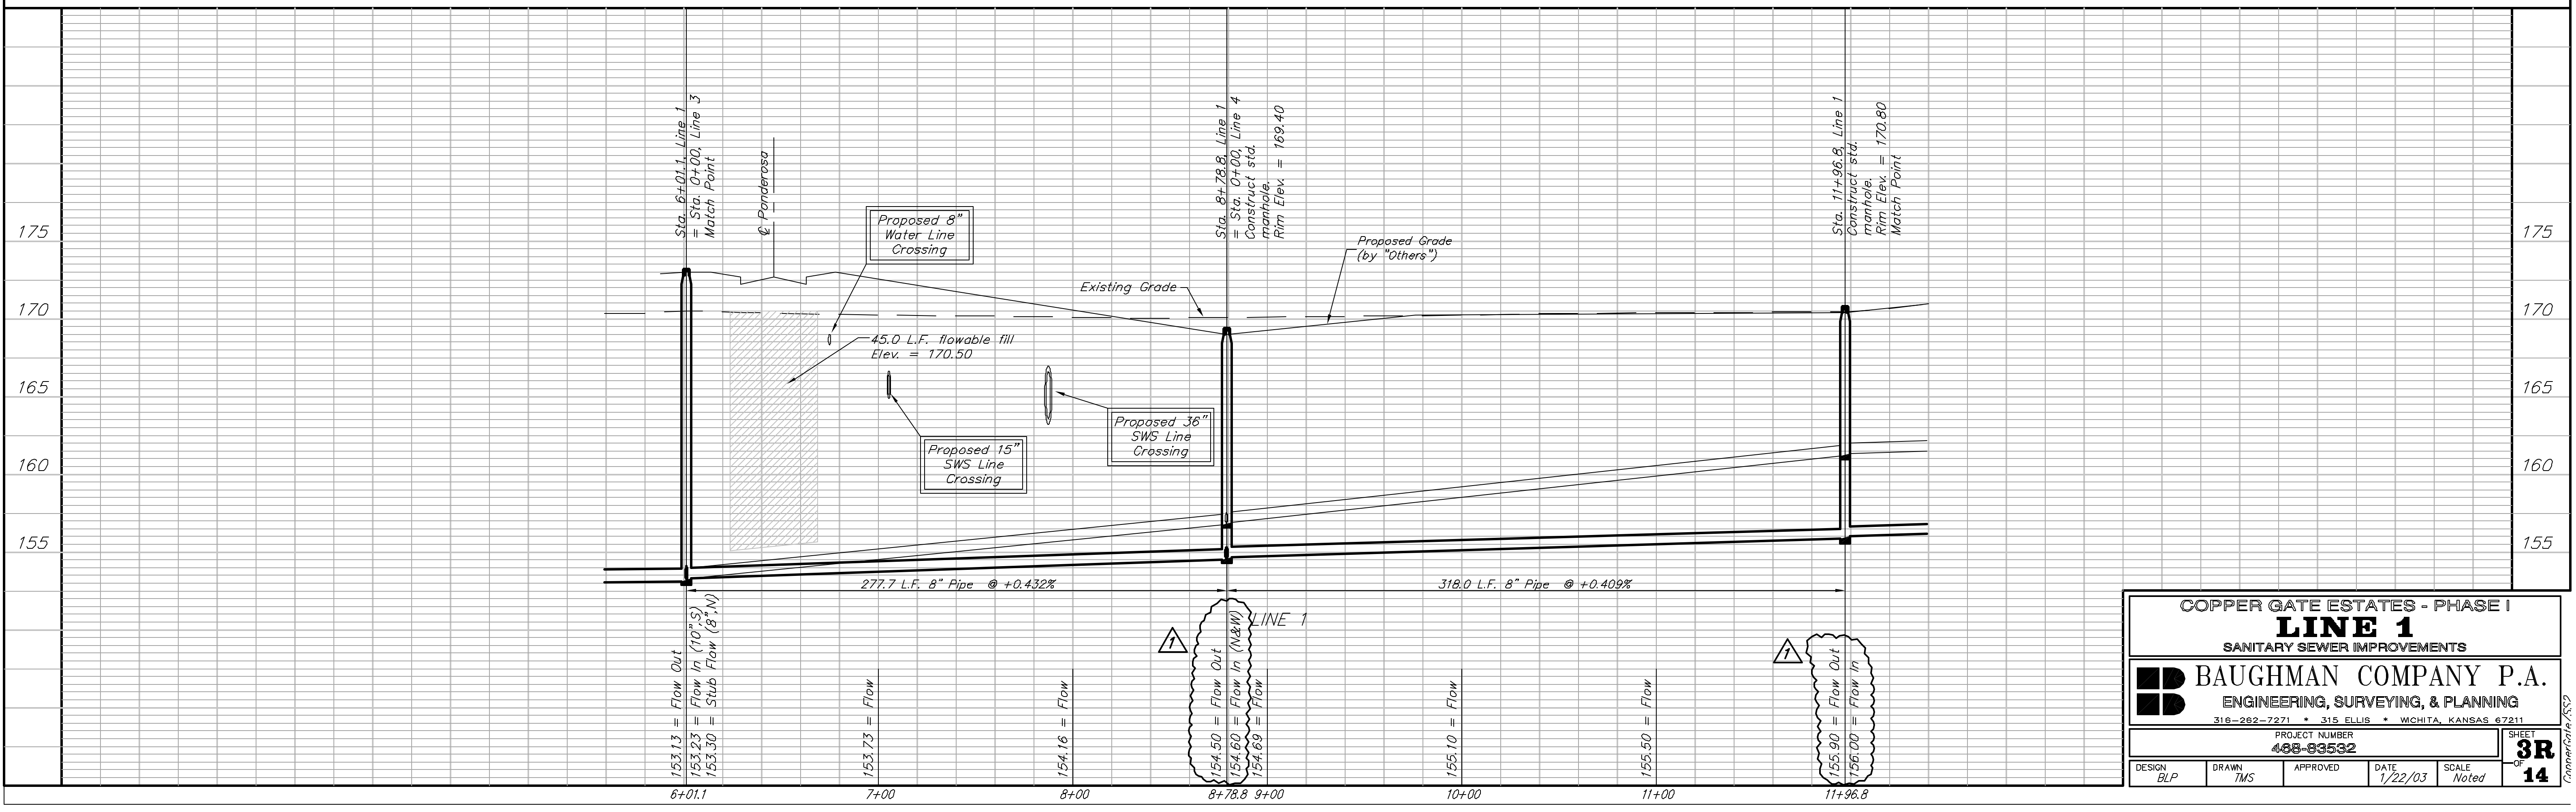 Sta. 6+01.1, Line 1
= Sta. 0+00, Line 3
Match Point
℄ Ponderosa
Sta. 8+78.8, Line 1
= Sta. 0+00, Line 4
Construct std.
manhole.
Rim Elev. = 169.40
Sta. 11+96.8, Line 1
Construct std.
manhole.
Rim Elev. = 170.80
Match Point
175
170
165
160
155
175
170
165
160
155
Proposed 8"
Water Line
Crossing
Existing Grade
Proposed Grade
(by "Others")
45.0 L.F. flowable fill
Elev. = 170.50
Proposed 15"
SWS Line
Crossing
Proposed 36"
SWS Line
Crossing
277.7 L.F. 8" Pipe @ +0.432%
318.0 L.F. 8" Pipe @ +0.409%
LINE 1
1
1
153.13 = Flow Out
153.23 = Flow In (10",S)
153.30 = Stub Flow (8",N)
153.73 = Flow
154.16 = Flow
154.50 = Flow Out
154.60 = Flow In (N&W)
154.69 = Flow
155.10 = Flow
155.50 = Flow
155.90 = Flow Out
156.00 = Flow In
6+01.1
7+00
8+00
8+78.8
9+00
10+00
11+00
11+96.8
COPPER GATE ESTATES - PHASE I
LINE 1
SANITARY SEWER IMPROVEMENTS
BAUGHMAN COMPANY P.A.
ENGINEERING, SURVEYING, & PLANNING
316-262-7271 * 315 ELLIS * WICHITA, KANSAS 67211
PROJECT NUMBER
468-83532
SHEET
3R
OF
14
DESIGN
BLP
DRAWN
TMS
APPROVED
DATE
1/22/03
SCALE
Noted
CopperGate/SS2